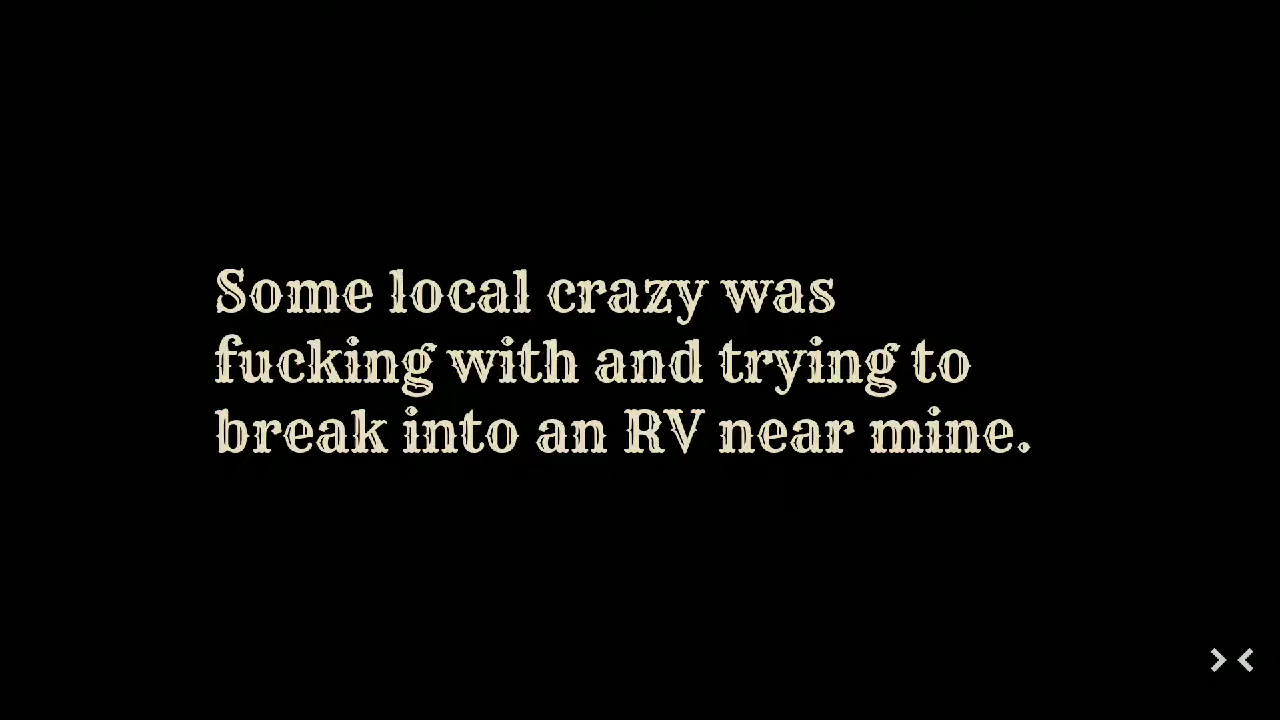 Some local crazy was
fucking with and trying to
break into an RV near mine.